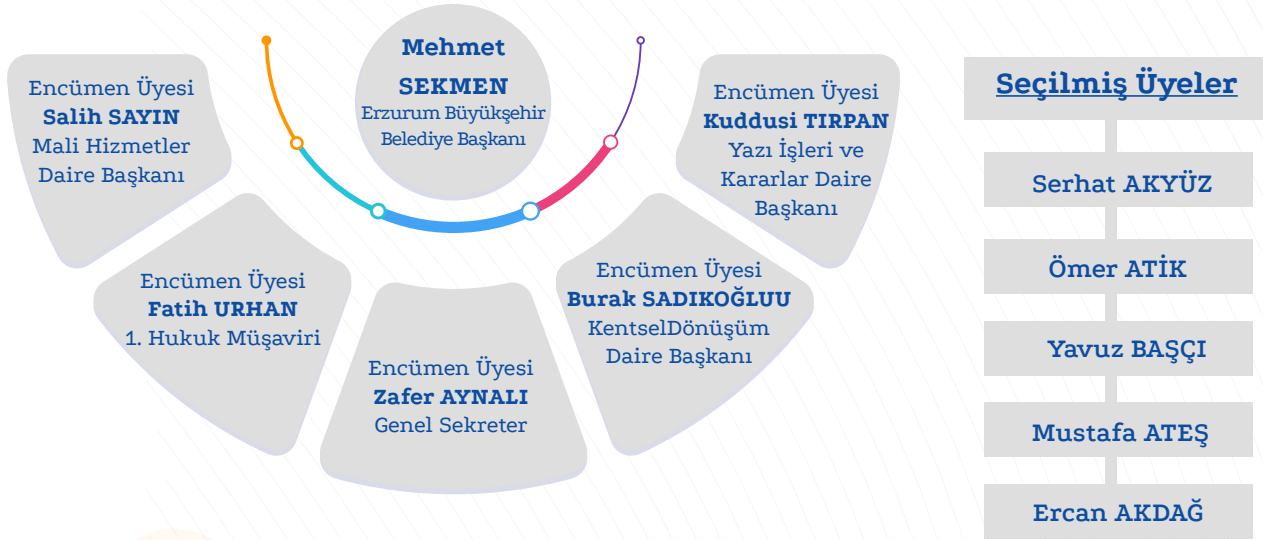 Mehmet
SEKMEN
Erzurum Büyükşehir
Belediye Başkanı
Encümen Üyesi
Salih SAYIN
Mali Hizmetler
Daire Başkanı
Encümen Üyesi
Fatih URHAN
1. Hukuk Müşaviri
Encümen Üyesi
Zafer AYNALI
Genel Sekreter
Encümen Üyesi
Burak SADIKOĞLUU
KentselDönüşüm
Daire Başkanı
Encümen Üyesi
Kuddusi TIRPAN
Yazı İşleri ve
Kararlar Daire
Başkanı
Seçilmiş Üyeler
Serhat AKYÜZ
Ömer ATİK
Yavuz BAŞÇI
Mustafa ATEŞ
Ercan AKDAĞ